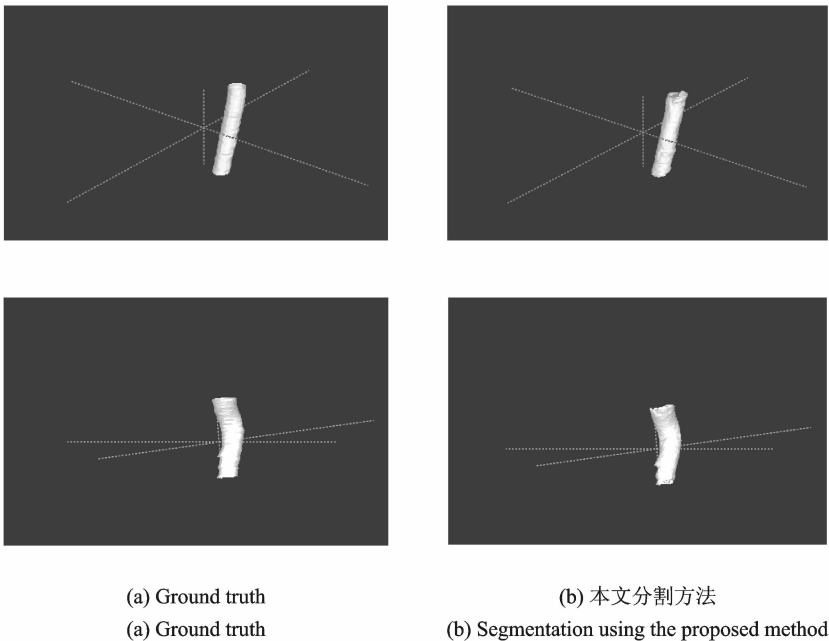 (a) Ground truth
(b) 本文分割方法
(a) Ground truth
(b) Segmentation using the proposed method